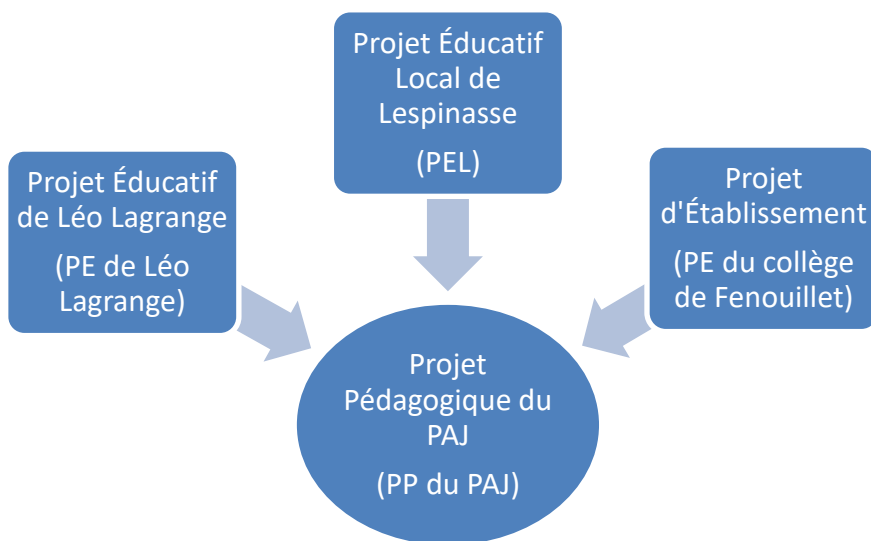 Projet Éducatif
de Léo Lagrange
(PE de Léo
Lagrange)
Projet Éducatif
Local de
Lespinasse
(PEL)
Projet
d'Établissement
(PE du collège
de Fenouillet)
Projet
Pédagogique du
PAJ
(PP du PAJ)